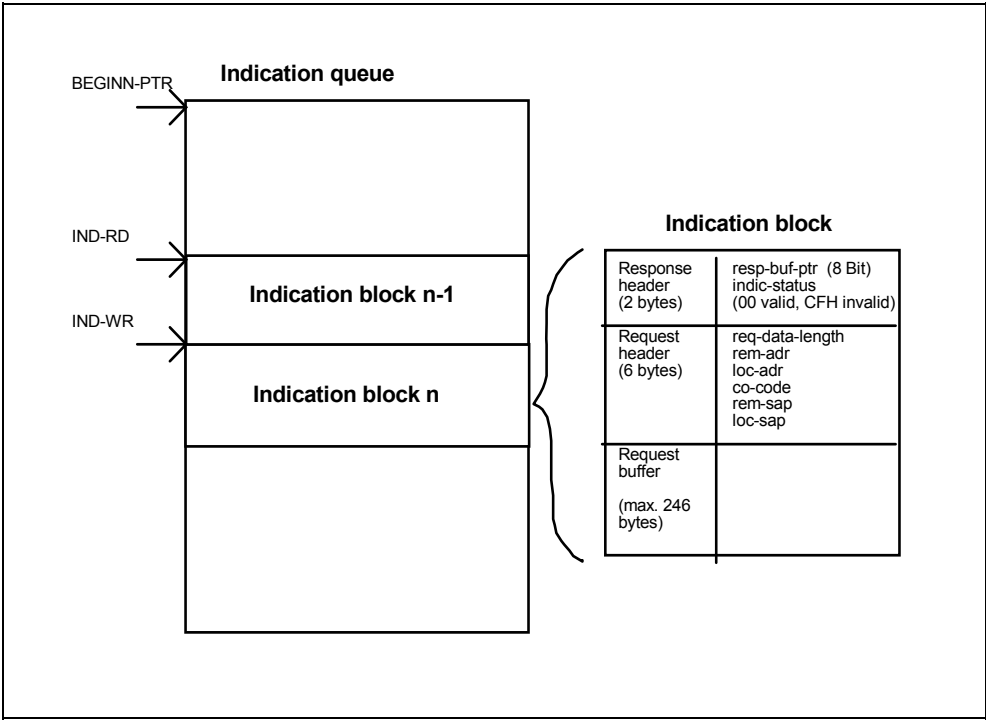 Indication queue
BEGINN-PTR
IND-RD
Indication block n-1
IND-WR
Indication block n
Indication block
Response
header
(2 bytes)
resp-buf-ptr (8 Bit)
indic-status
(00 valid, CFH invalid)
Request
header
(6 bytes)
req-data-length
rem-adr
loc-adr
co-code
rem-sap
loc-sap
Request
buffer
(max. 246
bytes)